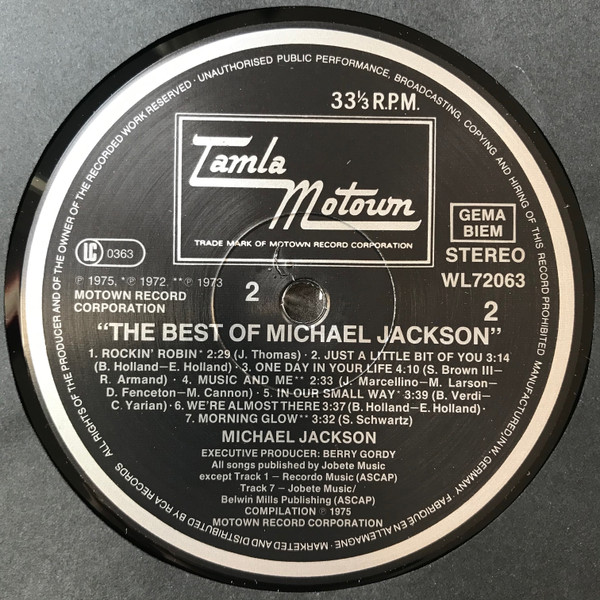 ALL RIGHTS OF THE PRODUCER AND OF THE OWNER OF THE RECORDED WORK RESERVED · UNAUTHORISED PUBLIC PERFORMANCE, BROADCASTING, COPYING AND HIRING OF THIS RECORD PROHIBITED MANUFACTURED IN W. GERMANY · FABRIQUE EN ALLEMAGNE · MARKETED AND DISTRIBUTED BY RCA RECORDS ·
33⅓ R.P.M.
Tamla
Motown
TRADE MARK OF MOTOWN RECORD CORPORATION
GEMA
BIEM
LC 0363
STEREO
WL72063
℗ 1975, *℗ 1972. **℗ 1973
MOTOWN RECORD
CORPORATION
2
2
"THE BEST OF MICHAEL JACKSON"
1. ROCKIN' ROBIN* 2:29 (J. Thomas) · 2. JUST A LITTLE BIT OF YOU 3:14
(B. Holland–E. Holland) · 3. ONE DAY IN YOUR LIFE 4:10 (S. Brown III–
R. Armand) · 4. MUSIC AND ME** 2:33 (J. Marcellino–M. Larson–
D. Fenceton–M. Cannon) · 5. IN OUR SMALL WAY* 3:39 (B. Verdi–
C. Yarian) · 6. WE'RE ALMOST THERE 3:37 (B. Holland–E. Holland) ·
7. MORNING GLOW** 3:32 (S. Schwartz)
MICHAEL JACKSON
EXECUTIVE PRODUCER: BERRY GORDY
All songs published by Jobete Music
except Track 1 – Recordo Music (ASCAP)
Track 7 – Jobete Music/
Belwin Mills Publishing (ASCAP)
COMPILATION ℗ 1975
MOTOWN RECORD CORPORATION